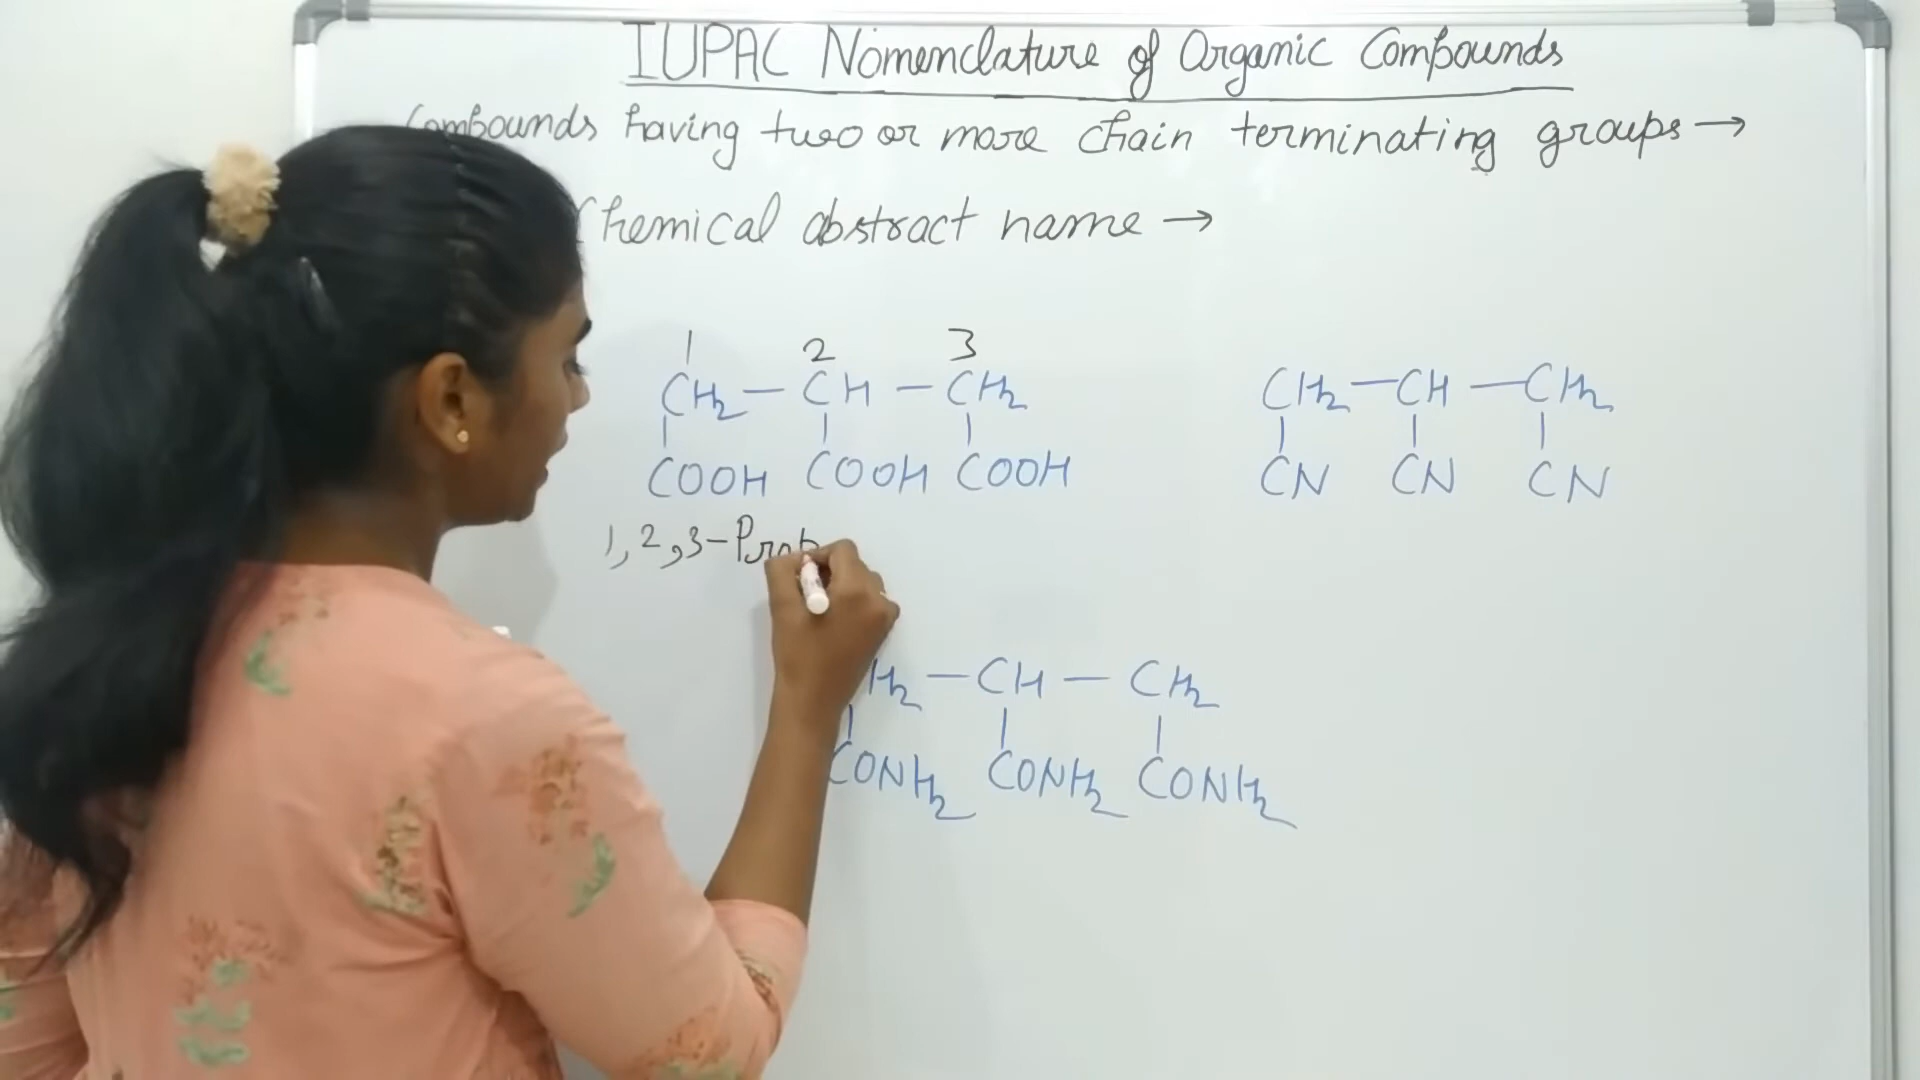 IUPAC Nomenclature of Organic Compounds
Compounds having two or more chain terminating groups →
Chemical abstract name →
1 2 3
CH2 — CH — CH2
COOH COOH COOH
CH2 — CH — CH2
CN CN CN
1, 2, 3 - Prop
H2 — CH — CH2
CONH2 CONH2 CONH2